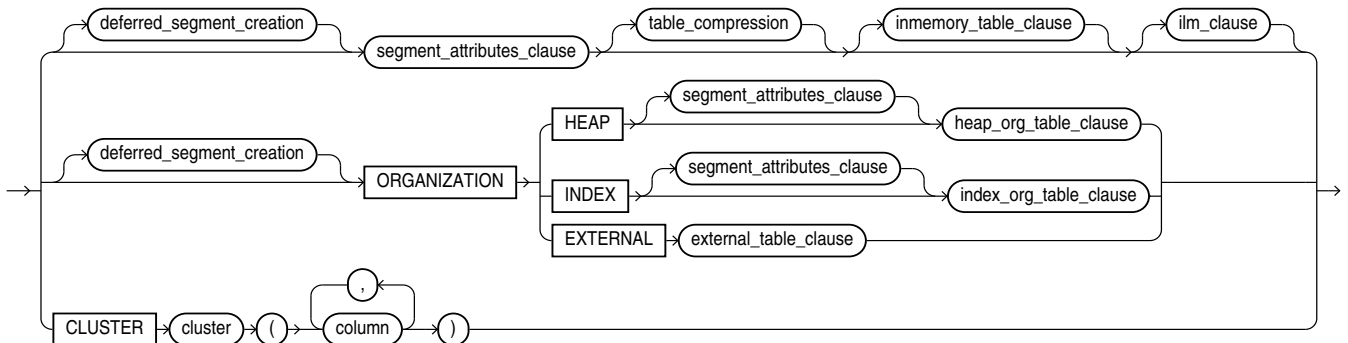 deferred_segment_creation table_compression inmemory_table_clause ilm_clause
segment_attributes_clause
segment_attributes_clause
HEAP heap_org_table_clause
deferred_segment_creation segment_attributes_clause
ORGANIZATION INDEX index_org_table_clause
EXTERNAL external_table_clause
,
CLUSTER cluster ( column )